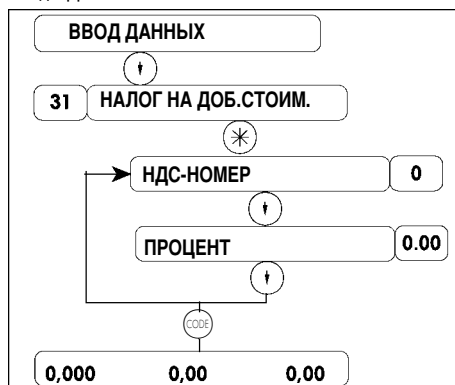 ВВОД ДАННЫХ
31 НАЛОГ НА ДОБ.СТОИМ.
НДС-НОМЕР 0
ПРОЦЕНТ 0.00
CODE
0,000 0,00 0,00